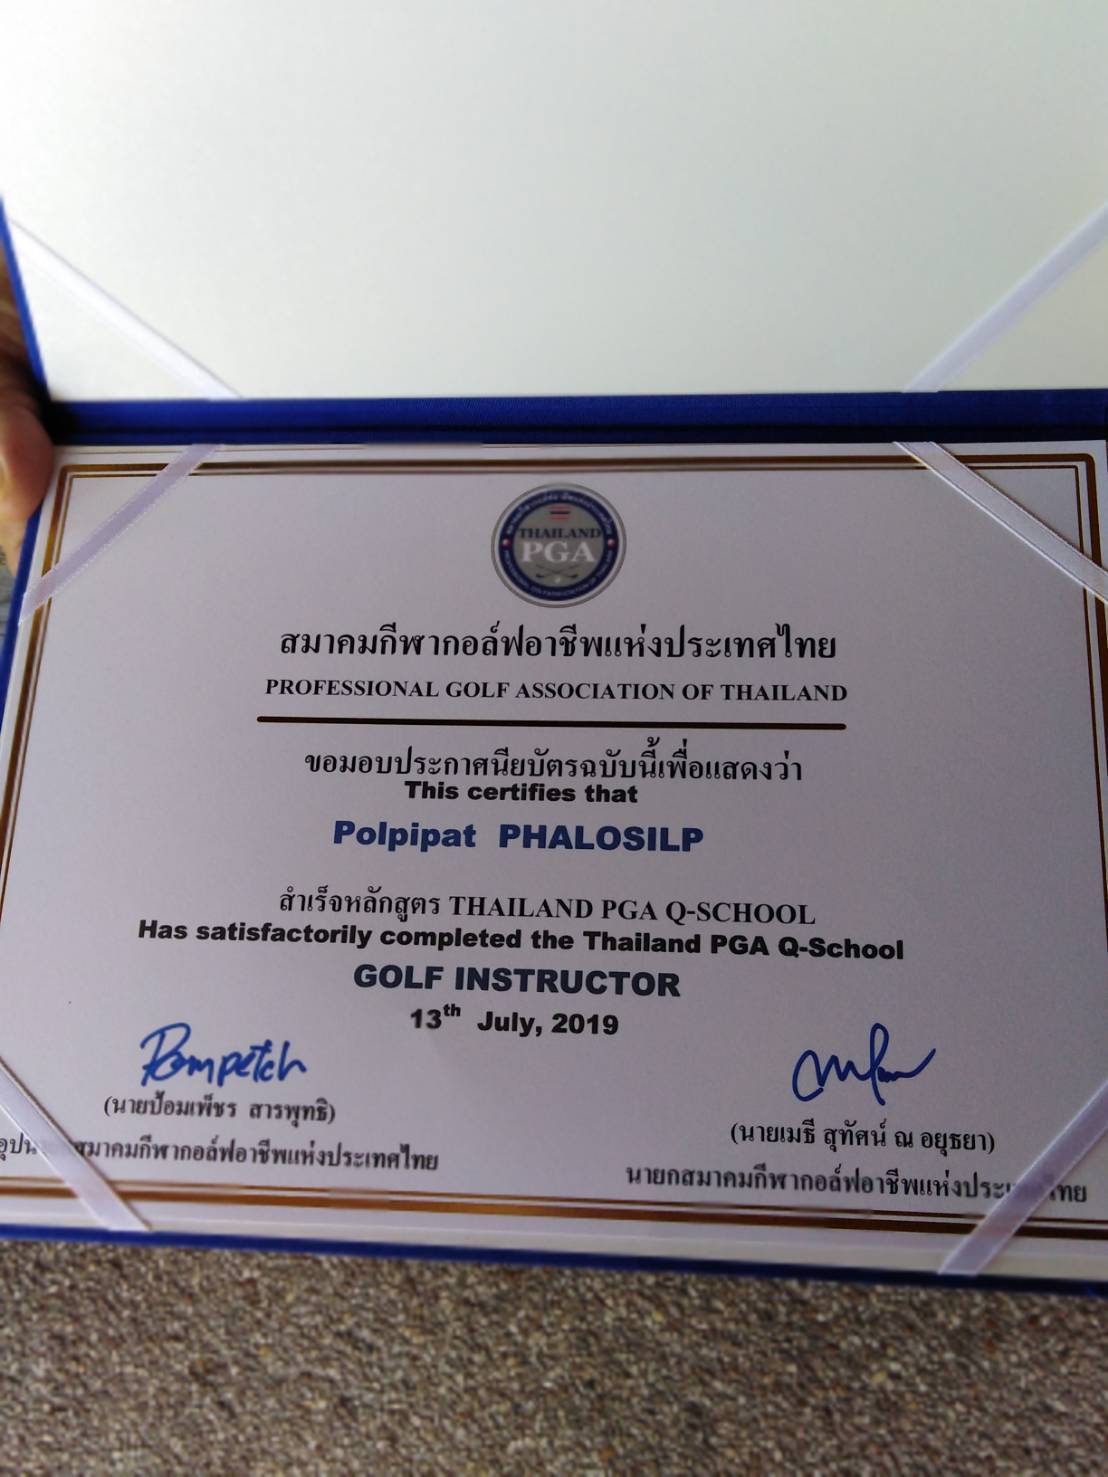 THAILAND
PGA
สมาคมกีฬากอล์ฟอาชีพแห่งประเทศไทย
PROFESSIONAL GOLF ASSOCIATION OF THAILAND
ขอมอบประกาศนียบัตรฉบับนี้เพื่อแสดงว่า
This certifies that
Polpipat PHALOSILP
สำเร็จหลักสูตร THAILAND PGA Q-SCHOOL
Has satisfactorily completed the Thailand PGA Q-School
GOLF INSTRUCTOR
13th July, 2019
Pompetch
(นายป้อมเพ็ชร สารพุทธิ)
(นายเมธี สุทัศน์ ณ อยุธยา)
สมาคมกีฬากอล์ฟอาชีพแห่งประเทศไทย
นายกสมาคมกีฬากอล์ฟอาชีพแห่งประเทศไทย